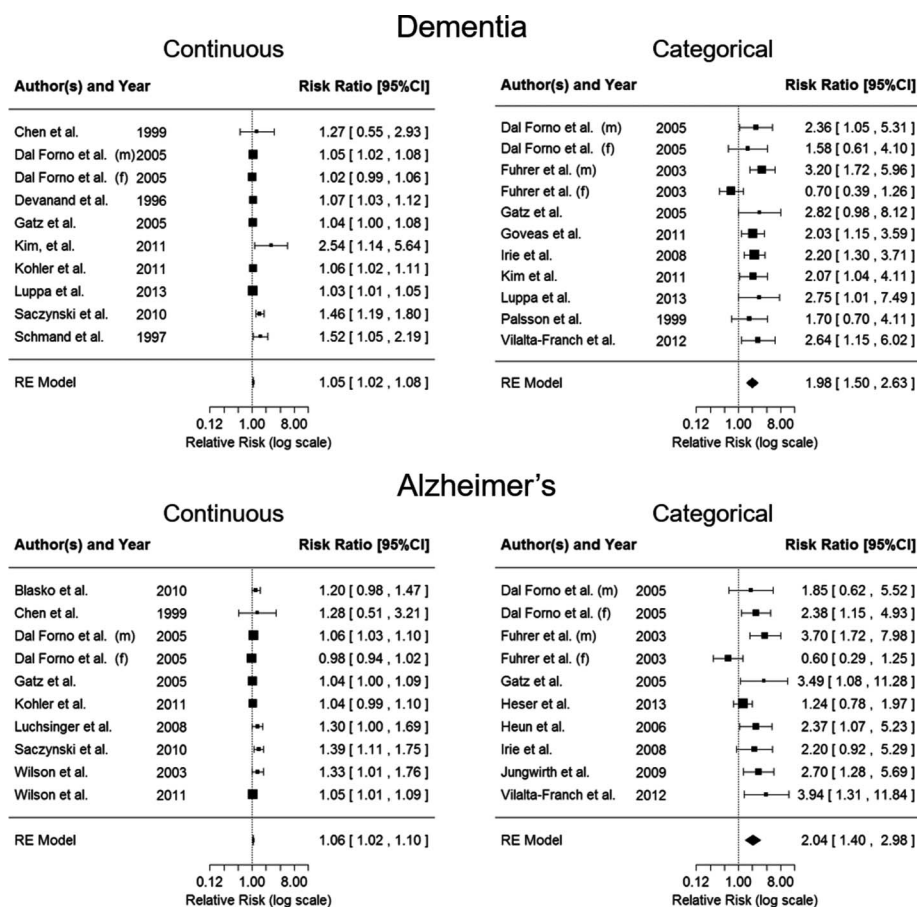 Dementia
Continuous
Author(s) and Year Risk Ratio [95%CI]
Chen et al. 1999 1.27 [ 0.55 , 2.93 ]
Dal Forno et al. (m) 2005 1.05 [ 1.02 , 1.08 ]
Dal Forno et al. (f) 2005 1.02 [ 0.99 , 1.06 ]
Devanand et al. 1996 1.07 [ 1.03 , 1.12 ]
Gatz et al. 2005 1.04 [ 1.00 , 1.08 ]
Kim, et al. 2011 2.54 [ 1.14 , 5.64 ]
Kohler et al. 2011 1.06 [ 1.02 , 1.11 ]
Luppa et al. 2013 1.03 [ 1.01 , 1.05 ]
Saczynski et al. 2010 1.46 [ 1.19 , 1.80 ]
Schmand et al. 1997 1.52 [ 1.05 , 2.19 ]
RE Model 1.05 [ 1.02 , 1.08 ]
0.12 1.00 8.00
Relative Risk (log scale)
Categorical
Author(s) and Year Risk Ratio [95%CI]
Dal Forno et al. (m) 2005 2.36 [ 1.05 , 5.31 ]
Dal Forno et al. (f) 2005 1.58 [ 0.61 , 4.10 ]
Fuhrer et al. (m) 2003 3.20 [ 1.72 , 5.96 ]
Fuhrer et al. (f) 2003 0.70 [ 0.39 , 1.26 ]
Gatz et al. 2005 2.82 [ 0.98 , 8.12 ]
Goveas et al. 2011 2.03 [ 1.15 , 3.59 ]
Irie et al. 2008 2.20 [ 1.30 , 3.71 ]
Kim et al. 2011 2.07 [ 1.04 , 4.11 ]
Luppa et al. 2013 2.75 [ 1.01 , 7.49 ]
Palsson et al. 1999 1.70 [ 0.70 , 4.11 ]
Vilalta-Franch et al. 2012 2.64 [ 1.15 , 6.02 ]
RE Model 1.98 [ 1.50 , 2.63 ]
0.12 1.00 8.00
Relative Risk (log scale)
Alzheimer's
Continuous
Author(s) and Year Risk Ratio [95%CI]
Blasko et al. 2010 1.20 [ 0.98 , 1.47 ]
Chen et al. 1999 1.28 [ 0.51 , 3.21 ]
Dal Forno et al. (m) 2005 1.06 [ 1.03 , 1.10 ]
Dal Forno et al. (f) 2005 0.98 [ 0.94 , 1.02 ]
Gatz et al. 2005 1.04 [ 1.00 , 1.09 ]
Kohler et al. 2011 1.04 [ 0.99 , 1.10 ]
Luchsinger et al. 2008 1.30 [ 1.00 , 1.69 ]
Saczynski et al. 2010 1.39 [ 1.11 , 1.75 ]
Wilson et al. 2003 1.33 [ 1.01 , 1.76 ]
Wilson et al. 2011 1.05 [ 1.01 , 1.09 ]
RE Model 1.06 [ 1.02 , 1.10 ]
0.12 1.00 8.00
Relative Risk (log scale)
Categorical
Author(s) and Year Risk Ratio [95%CI]
Dal Forno et al. (m) 2005 1.85 [ 0.62 , 5.52 ]
Dal Forno et al. (f) 2005 2.38 [ 1.15 , 4.93 ]
Fuhrer et al. (m) 2003 3.70 [ 1.72 , 7.98 ]
Fuhrer et al. (f) 2003 0.60 [ 0.29 , 1.25 ]
Gatz et al. 2005 3.49 [ 1.08 , 11.28 ]
Heser et al. 2013 1.24 [ 0.78 , 1.97 ]
Heun et al. 2006 2.37 [ 1.07 , 5.23 ]
Irie et al. 2008 2.20 [ 0.92 , 5.29 ]
Jungwirth et al. 2009 2.70 [ 1.28 , 5.69 ]
Vilalta-Franch et al. 2012 3.94 [ 1.31 , 11.84 ]
RE Model 2.04 [ 1.40 , 2.98 ]
0.12 1.00 8.00
Relative Risk (log scale)